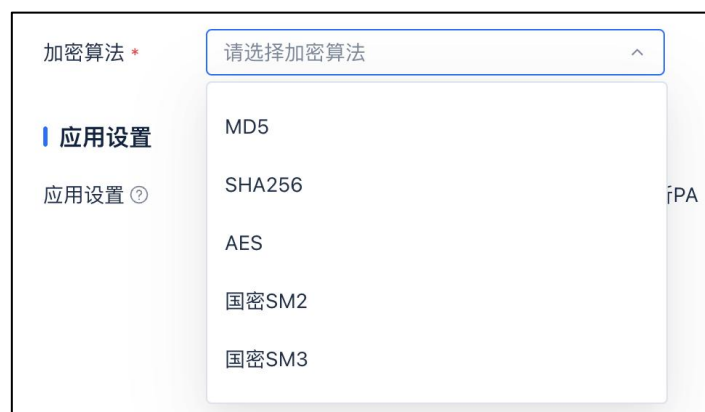 加密算法 *
请选择加密算法
MD5
应用设置
SHA256
应用设置 ?
PA
AES
国密SM2
国密SM3